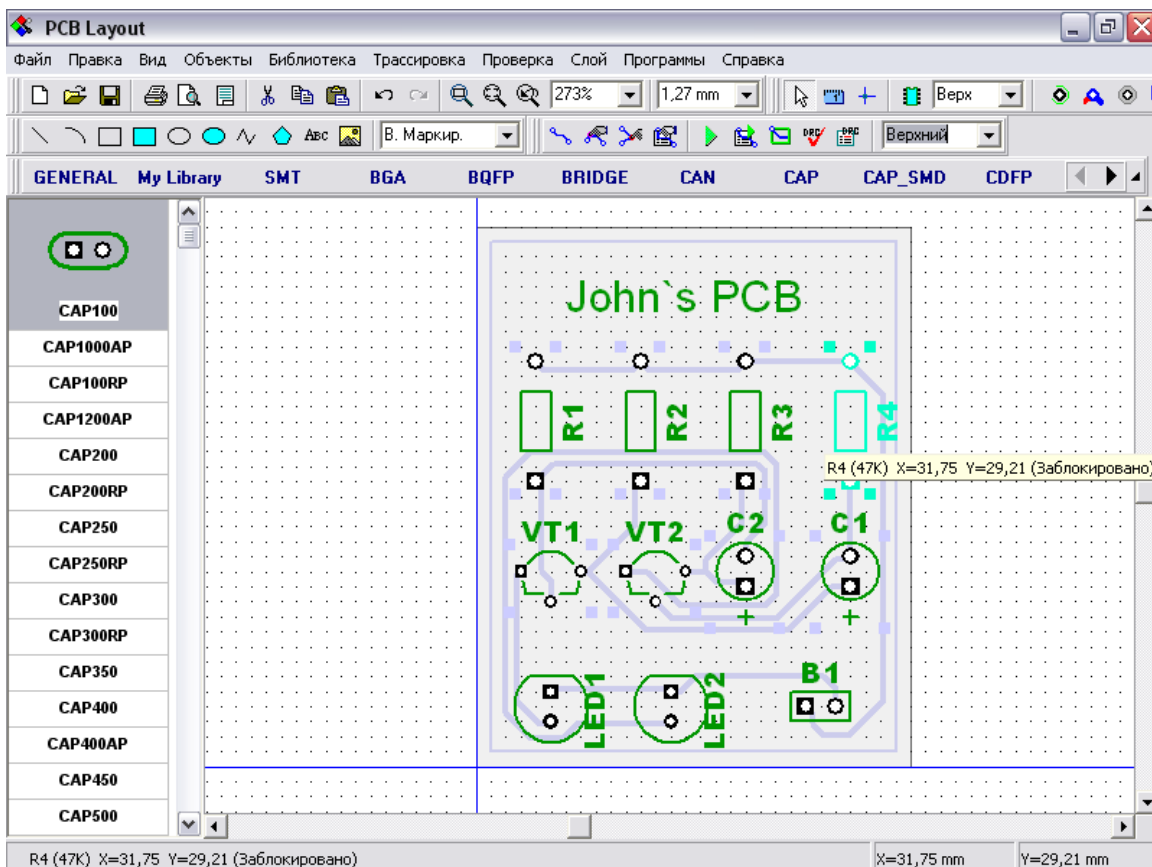 PCB Layout
Файл Правка Вид Объекты Библиотека Трассировка Проверка Слой Программы Справка
273% 1,27 mm Верх
ABC В. Маркир. DRC DRC Верхний
GENERAL My Library SMT BGA BQFP BRIDGE CAN CAP CAP_SMD CDFP
CAP100
CAP1000AP
CAP100RP
CAP1200AP
CAP200
CAP200RP
CAP250
CAP250RP
CAP300
CAP300RP
CAP350
CAP400
CAP400AP
CAP450
CAP500
John`s PCB
R1 R2 R3 R4
R4 (47K) X=31,75 Y=29,21 (Заблокировано)
VT1 VT2 C2 C1
+ +
LED1 LED2 B1
R4 (47K) X=31,75 Y=29,21 (Заблокировано) X=31,75 mm Y=29,21 mm